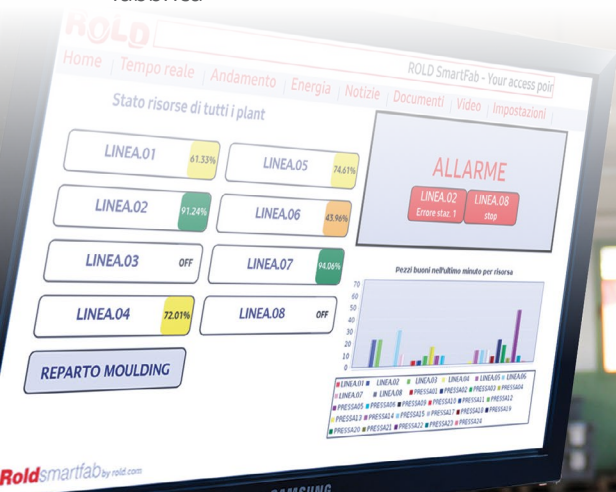 ROLD
ROLD SmartFab - Your access poin
Home Tempo reale Andamento Energia Notizie Documenti Video Impostazioni
Stato risorse di tutti i plant
LINEA.01 61.33%
LINEA.05 74,61%
LINEA.02 91.24%
LINEA.06 43.96%
LINEA.03 OFF
LINEA.07 94.06%
LINEA.04 72.01%
LINEA.08 OFF
REPARTO MOULDING
ALLARME
LINEA.02 LINEA.08
Errore staz. 1 stop
Pezzi buoni nell'ultimo minuto per risorsa
70
60
50
40
30
20
10
0
LINEA.01 LINEA.02 LINEA.03 LINEA.04 LINEA.05 LINEA.06
LINEA.07 LINEA.08 PRESSA01 PRESSA02 PRESSA03 PRESSA04
PRESSA05 PRESSA06 PRESSA09 PRESSA10 PRESSA11 PRESSA12
PRESSA13 PRESSA14 PRESSA15 PRESSA17 PRESSA18 PRESSA19
PRESSA20 PRESSA21 PRESSA22 PRESSA23 PRESSA24
Roldsmartfab by rold.com
SAMSUNG